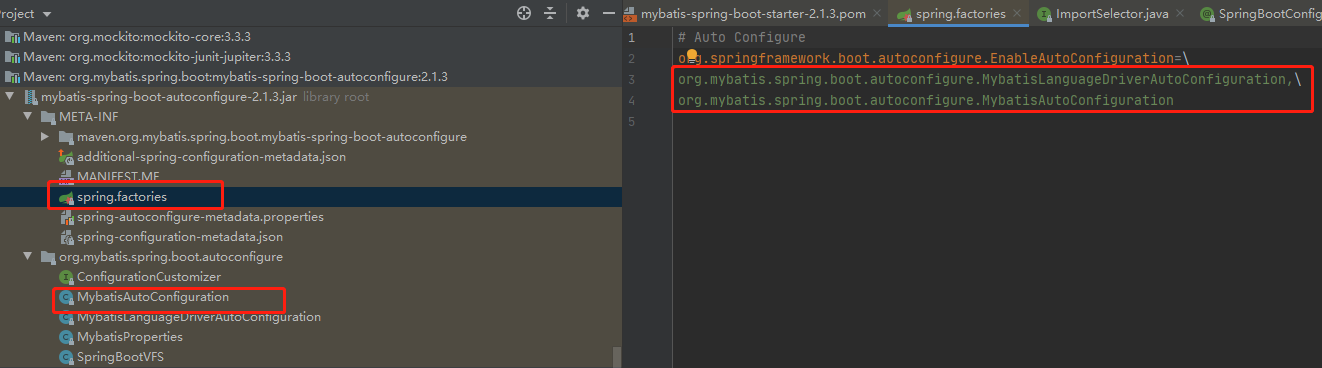 Project
Maven: org.mockito:mockito-core:3.3.3
Maven: org.mockito:mockito-junit-jupiter:3.3.3
Maven: org.mybatis.spring.boot:mybatis-spring-boot-autoconfigure:2.1.3
mybatis-spring-boot-autoconfigure-2.1.3.jar library root
META-INF
maven.org.mybatis.spring.boot.mybatis-spring-boot-autoconfigure
additional-spring-configuration-metadata.json
MANIFEST.MF
spring.factories
spring-autoconfigure-metadata.properties
spring-configuration-metadata.json
org.mybatis.spring.boot.autoconfigure
ConfigurationCustomizer
MybatisAutoConfiguration
MybatisLanguageDriverAutoConfiguration
MybatisProperties
SpringBootVFS
mybatis-spring-boot-starter-2.1.3.pom spring.factories ImportSelector.java SpringBootConfig
1 # Auto Configure
2 org.springframework.boot.autoconfigure.EnableAutoConfiguration=\
3 org.mybatis.spring.boot.autoconfigure.MybatisLanguageDriverAutoConfiguration,\
4 org.mybatis.spring.boot.autoconfigure.MybatisAutoConfiguration
5